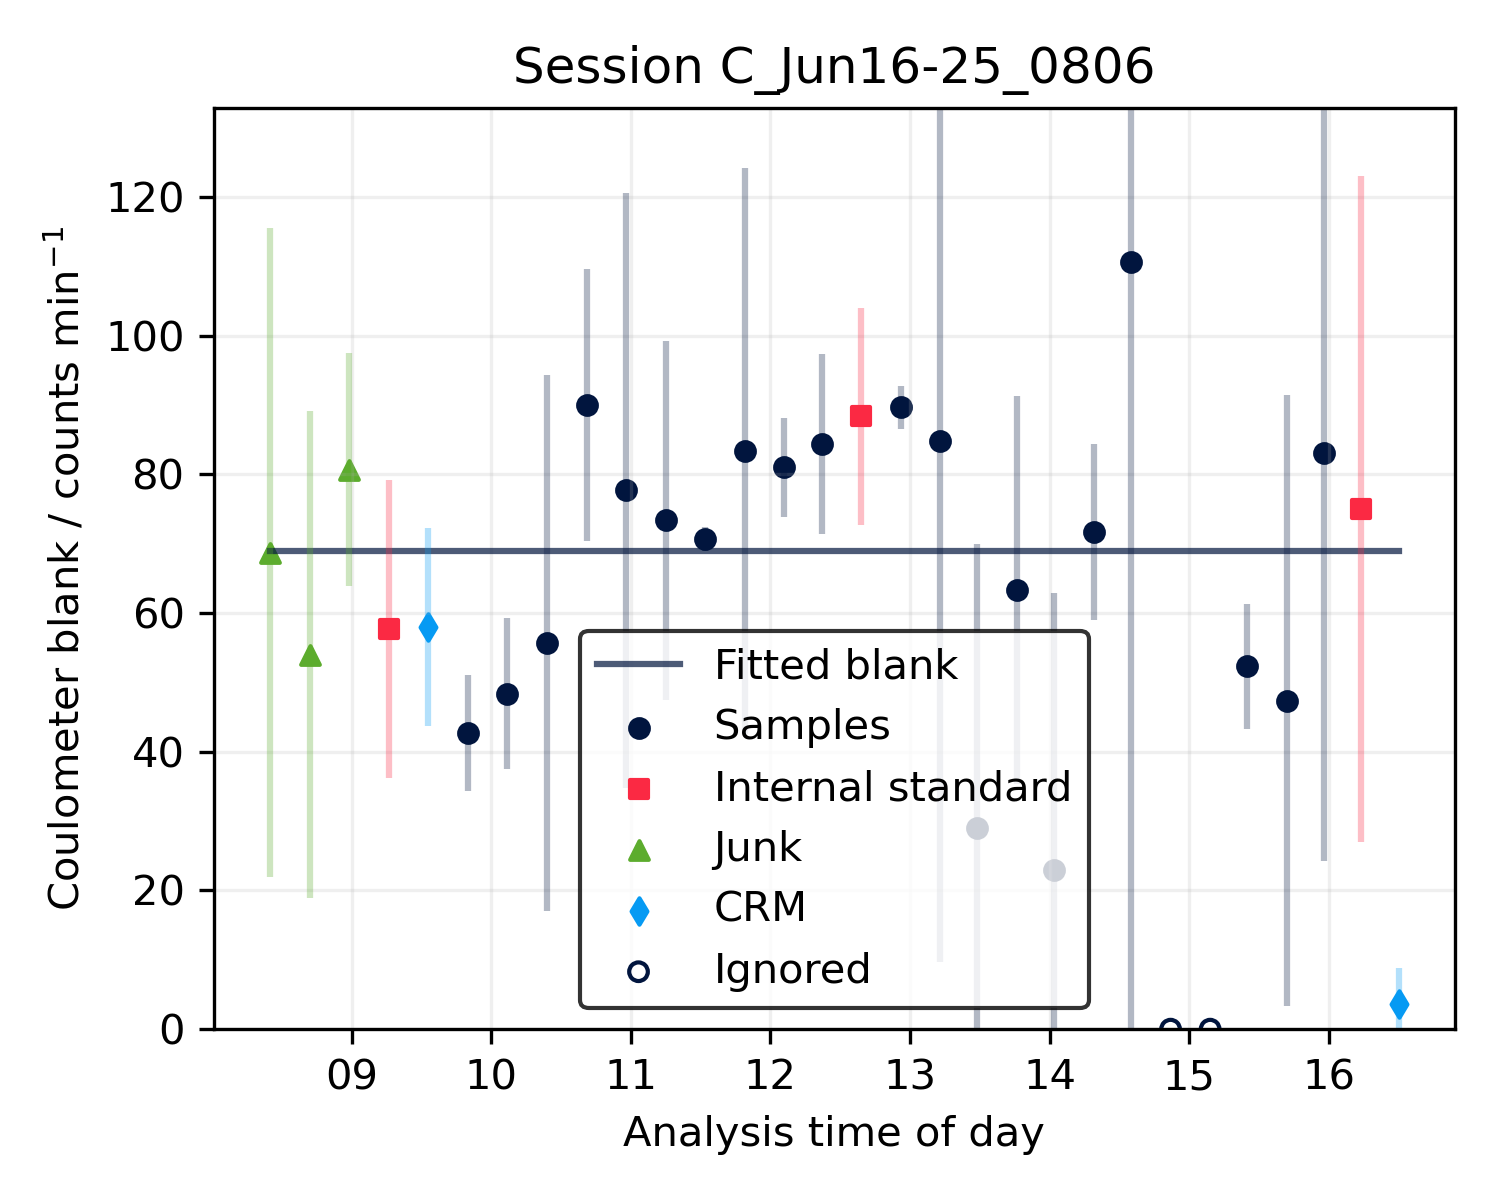 Session C_Jun16-25_0806
Coulometer blank / counts min⁻¹
120
100
80
60
40
20
0
Fitted blank
Samples
Internal standard
Junk
CRM
Ignored
09 10 11 12 13 14 15 16
Analysis time of day